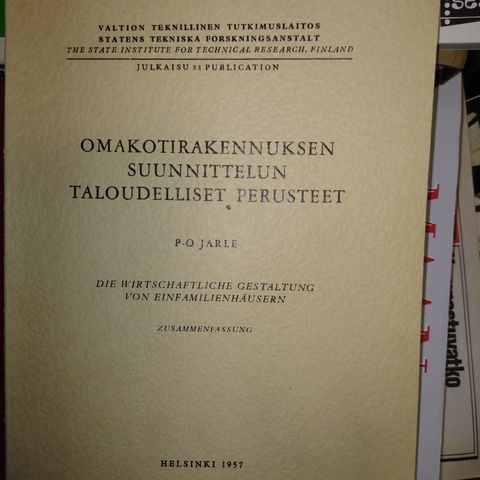 VALTION TEKNILLINEN TUTKIMUSLAITOS
STATENS TEKNISKA FORSKNINGSANSTALT
THE STATE INSTITUTE FOR TECHNICAL RESEARCH, FINLAND
JULKAISU 33 PUBLICATION
OMAKOTIRAKENNUKSEN
SUUNNITTELUN
TALOUDELLISET PERUSTEET
P-O JARLE
DIE WIRTSCHAFTLICHE GESTALTUNG
VON EINFAMILIENHÄUSERN
ZUSAMMENFASSUNG
HELSINKI 1957